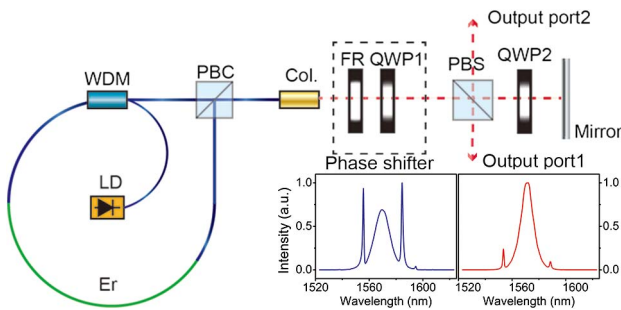 Output port2
WDM
PBC
Col.
FR
QWP1
PBS
QWP2
Mirror
LD
Er
Phase shifter
Output port1
Intensity (a.u.)
1.0
0.5
0.0
1520
1560
1600
Wavelength (nm)
1.0
0.5
0.0
1520
1560
1600
Wavelength (nm)